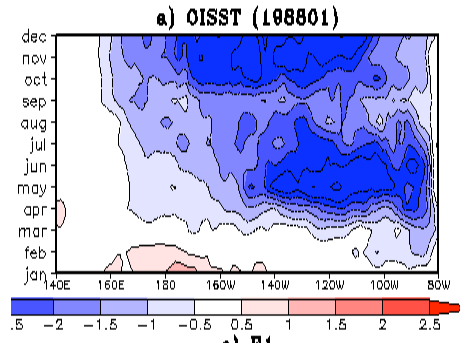 a) OISST (198801)
dec
nov
oct
sep
aug
jul
jun
may
apr
mar
feb
jan
140E 160E 180 160W 140W 120W 100W 80W
.5 -2 -1.5 -1 -0.5 0.5 1 1.5 2 2.5